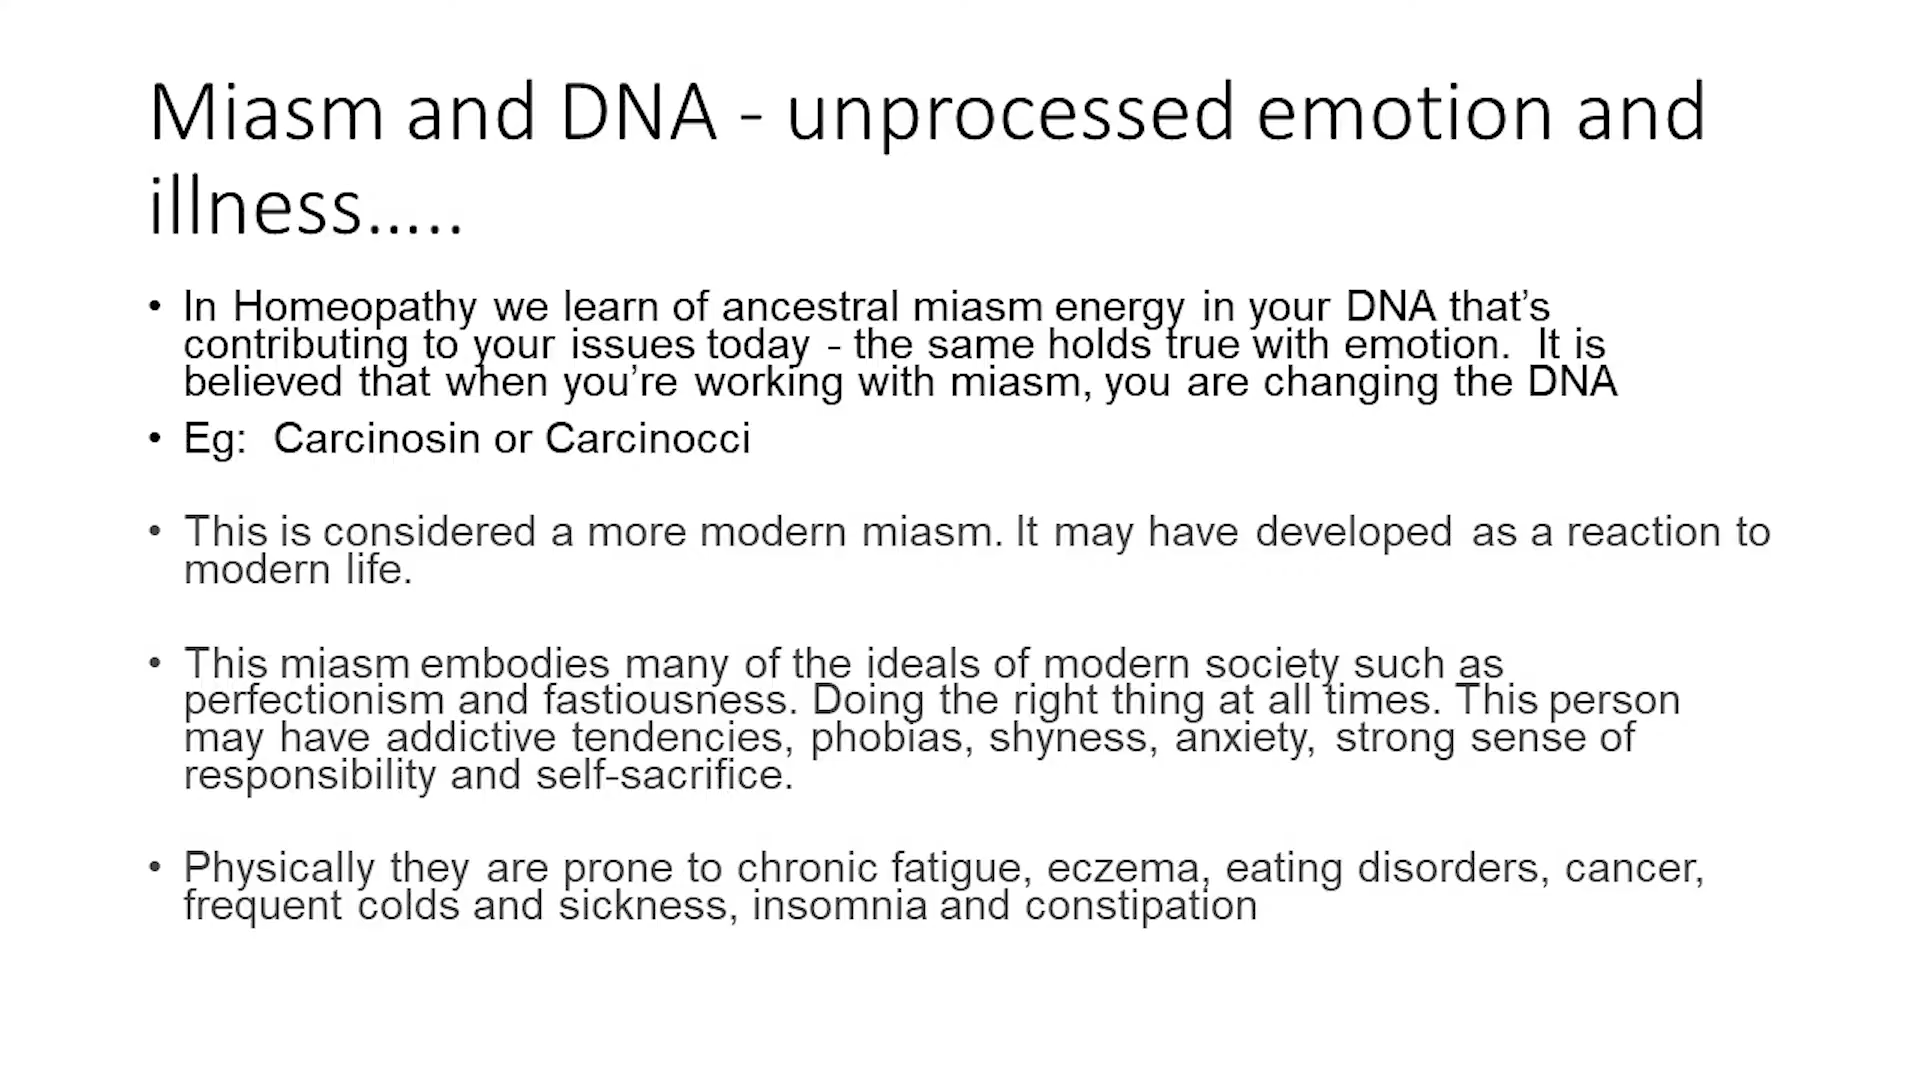 Miasm and DNA - unprocessed emotion and
illness…..
• In Homeopathy we learn of ancestral miasm energy in your DNA that’s
contributing to your issues today - the same holds true with emotion.  It is
believed that when you’re working with miasm, you are changing the DNA
• Eg:  Carcinosin or Carcinocci
• This is considered a more modern miasm. It may have developed as a reaction to
modern life.
• This miasm embodies many of the ideals of modern society such as
perfectionism and fastiousness. Doing the right thing at all times. This person
may have addictive tendencies, phobias, shyness, anxiety, strong sense of
responsibility and self-sacrifice.
• Physically they are prone to chronic fatigue, eczema, eating disorders, cancer,
frequent colds and sickness, insomnia and constipation